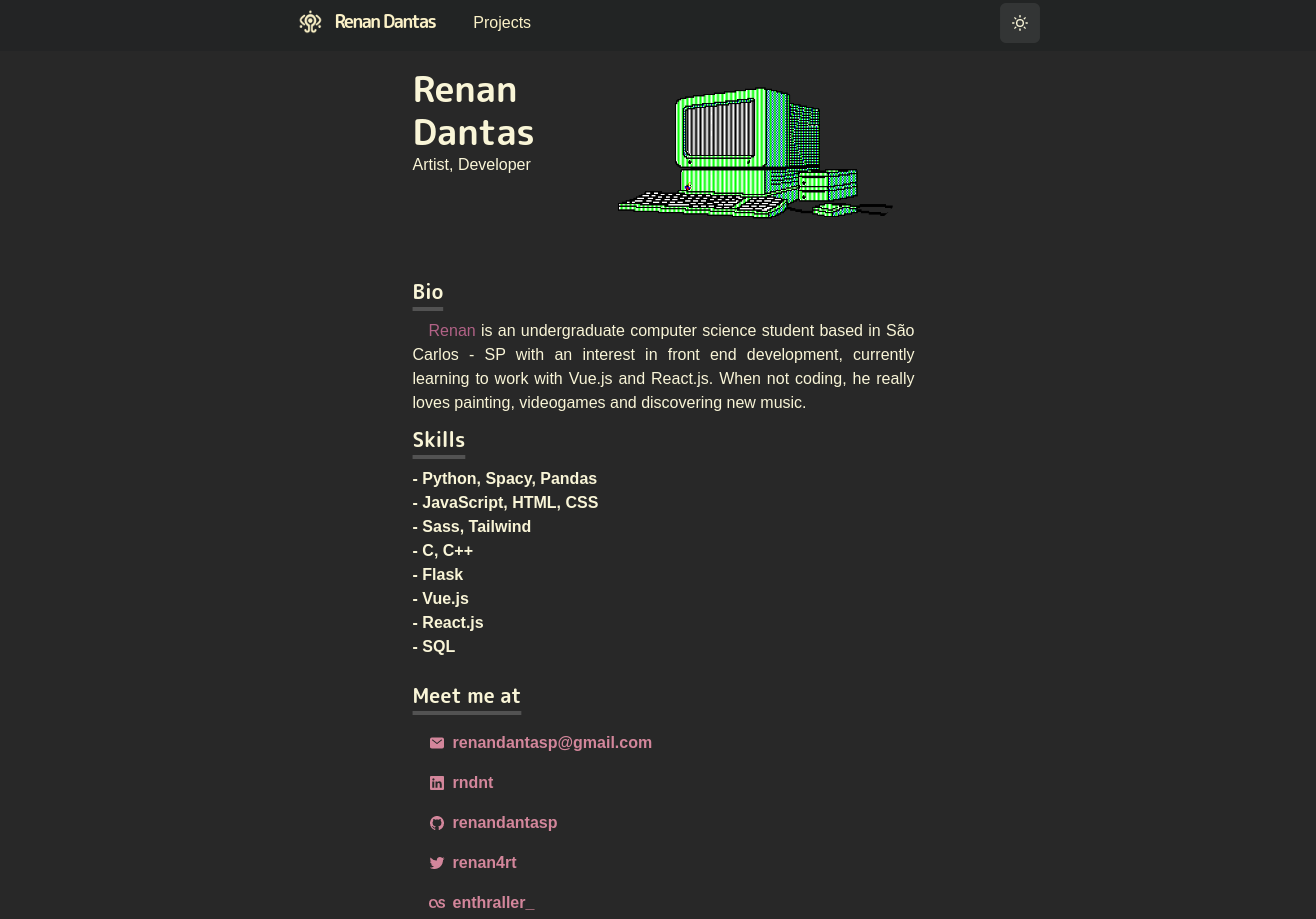 Renan Dantas
Projects
Renan
Dantas
Artist, Developer
Bio
Renan is an undergraduate computer science student based in São
Carlos - SP with an interest in front end development, currently
learning to work with Vue.js and React.js. When not coding, he really
loves painting, videogames and discovering new music.
Skills
- Python, Spacy, Pandas
- JavaScript, HTML, CSS
- Sass, Tailwind
- C, C++
- Flask
- Vue.js
- React.js
- SQL
Meet me at
renandantasp@gmail.com
rndnt
renandantasp
renan4rt
enthraller_